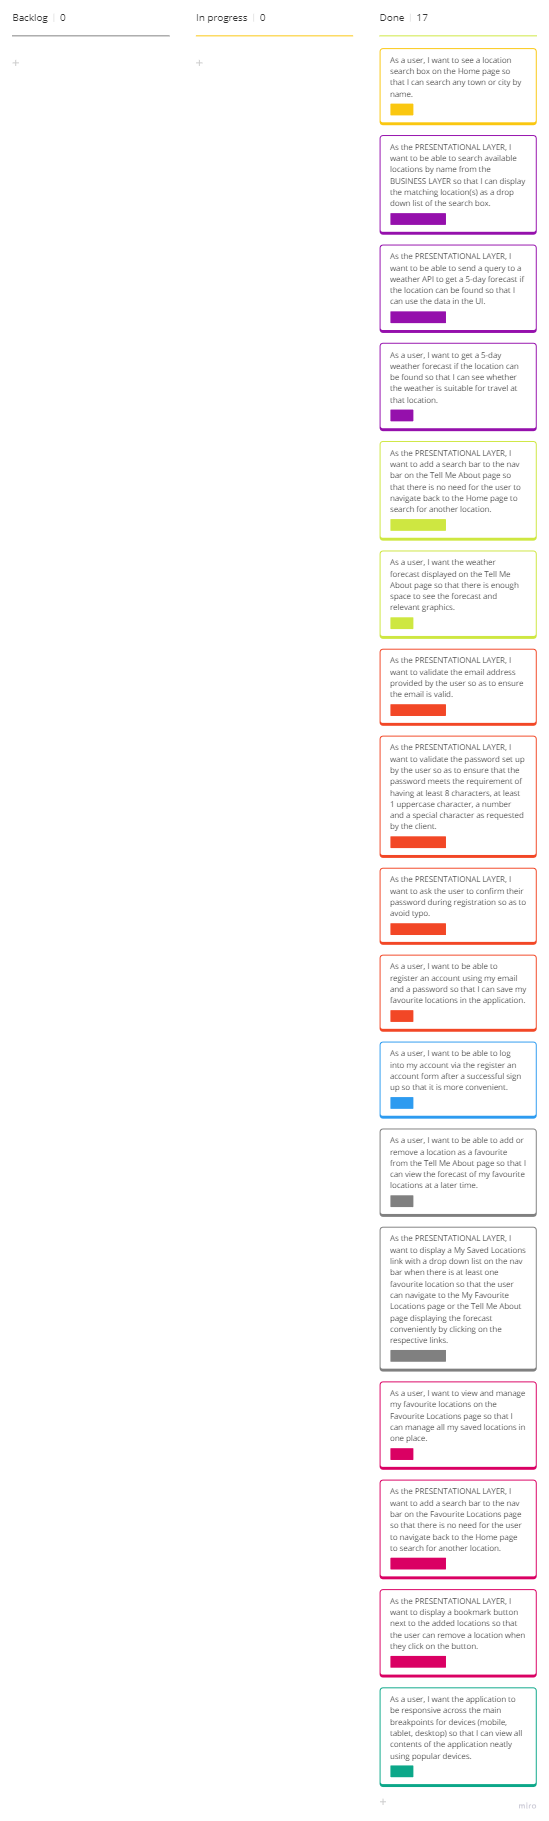 Backlog | 0
In progress | 0
Done | 17
+
+
As a user, I want to see a location
search box on the Home page so
that I can search any town or city by
name.
As the PRESENTATIONAL LAYER, I
want to be able to search available
locations by name from the
BUSINESS LAYER so that I can display
the matching location(s) as a drop
down list of the search box.
As the PRESENTATIONAL LAYER, I
want to be able to send a query to a
weather API to get a 5-day forecast if
the location can be found so that I
can use the data in the UI.
As a user, I want to get a 5-day
weather forecast if the location can
be found so that I can see whether
the weather is suitable for travel at
that location.
As the PRESENTATIONAL LAYER, I
want to add a search bar to the nav
bar on the Tell Me About page so
that there is no need for the user to
navigate back to the Home page to
search for another location.
As a user, I want the weather
forecast displayed on the Tell Me
About page so that there is enough
space to see the forecast and
relevant graphics.
As the PRESENTATIONAL LAYER, I
want to validate the email address
provided by the user so as to ensure
the email is valid.
As the PRESENTATIONAL LAYER, I
want to validate the password set up
by the user so as to ensure that the
password meets the requirement of
having at least 8 characters, at least
1 uppercase character, a number
and a special character as requested
by the client.
As the PRESENTATIONAL LAYER, I
want to ask the user to confirm their
password during registration so as to
avoid typo.
As a user, I want to be able to
register an account using my email
and a password so that I can save my
favourite locations in the application.
As a user, I want to be able to log
into my account via the register an
account form after a successful sign
up so that it is more convenient.
As a user, I want to be able to add or
remove a location as a favourite
from the Tell Me About page so that I
can view the forecast of my favourite
locations at a later time.
As the PRESENTATIONAL LAYER, I
want to display a My Saved Locations
link with a drop down list on the nav
bar when there is at least one
favourite location so that the user
can navigate to the My Favourite
Locations page or the Tell Me About
page displaying the forecast
conveniently by clicking on the
respective links.
As a user, I want to view and manage
my favourite locations on the
Favourite Locations page so that I
can manage all my saved locations in
one place.
As the PRESENTATIONAL LAYER, I
want to add a search bar to the nav
bar on the Favourite Locations page
so that there is no need for the user
to navigate back to the Home page
to search for another location.
As the PRESENTATIONAL LAYER, I
want to display a bookmark button
next to the added locations so that
the user can remove a location when
they click on the button.
As a user, I want the application to
be responsive across the main
breakpoints for devices (mobile,
tablet, desktop) so that I can view all
contents of the application neatly
using popular devices.
+
miro